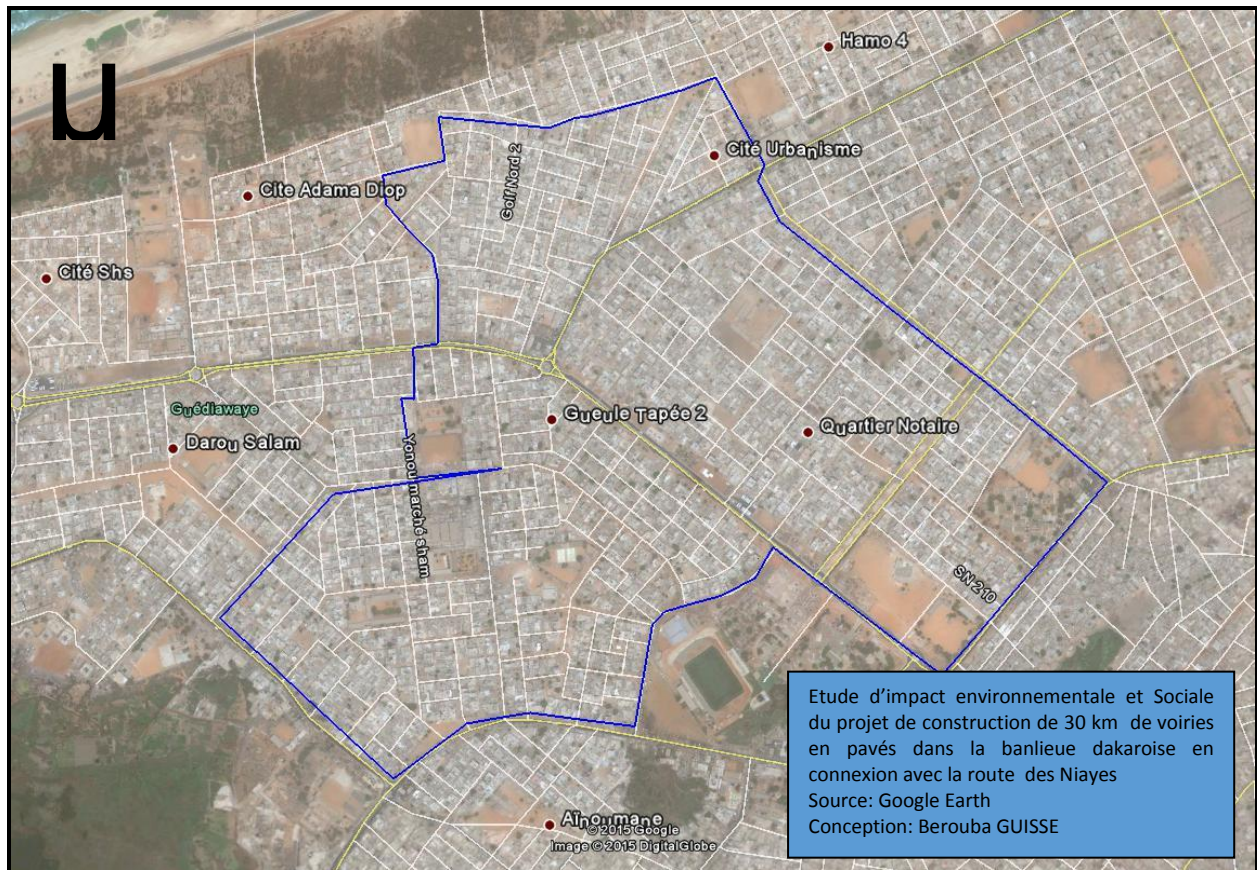 u
Hamo 4
Cité Urbanisme
Golf Nord 2
Cite Adama Diop
Cité Shs
Guédiawaye
Darou Salam
Gueule Tapée 2
Quartier Notaire
Yonou marché sham
SN 210
Aïnoumane
© 2015 Google
Image © 2015 DigitalGlobe
Etude d’impact environnementale et Sociale
du projet de construction de 30 km de voiries
en pavés dans la banlieue dakaroise en
connexion avec la route des Niayes
Source: Google Earth
Conception: Berouba GUISSE